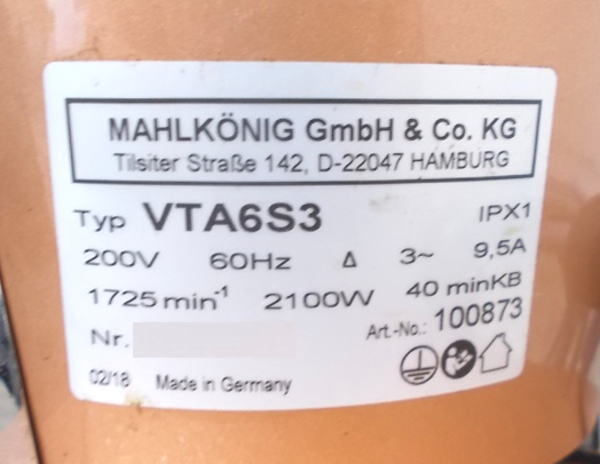 MAHLKÖNIG GmbH & Co. KG
Tilsiter Straße 142, D-22047 HAMBURG
Typ VTA6S3 IPX1
200V 60Hz Δ 3~ 9,5A
1725 min⁻¹ 2100W 40 minKB
Nr. Art.-No.: 100873
02/18 Made in Germany